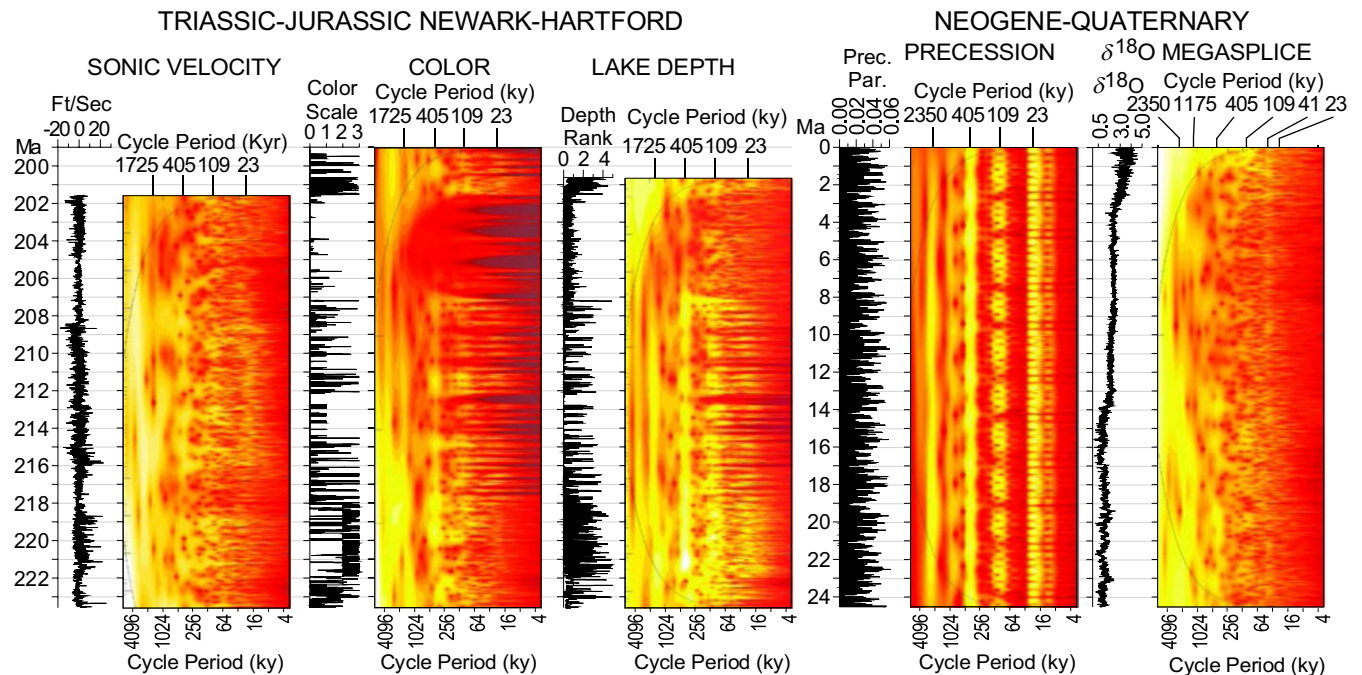 TRIASSIC-JURASSIC NEWARK-HARTFORD
NEOGENE-QUATERNARY
SONIC VELOCITY
COLOR
LAKE DEPTH
Prec. Par.
PRECESSION
δ18O MEGASPLICE
Ft/Sec
-20 0 20
Cycle Period (Kyr)
1725 405 109 23
Color Scale
0 1 2 3
Cycle Period (ky)
1725 405 109 23
Depth Rank
0 2 4
Cycle Period (ky)
1725 405 109 23
0.00 0.02 0.04 0.06
Cycle Period (ky)
2350 405 109 23
δ18O
0.5 3.0 5.0
Cycle Period (ky)
2350 1175 405 109 41 23
Ma
200
202
204
206
208
210
212
214
216
218
220
222
Ma
0
2
4
6
8
10
12
14
16
18
20
22
24
4096 1024 256 64 16 4
Cycle Period (ky)
4096 1024 256 64 16 4
Cycle Period (ky)
4096 1024 256 64 16 4
Cycle Period (ky)
4096 1024 256 64 16 4
Cycle Period (ky)
4096 1024 256 64 16 4
Cycle Period (ky)